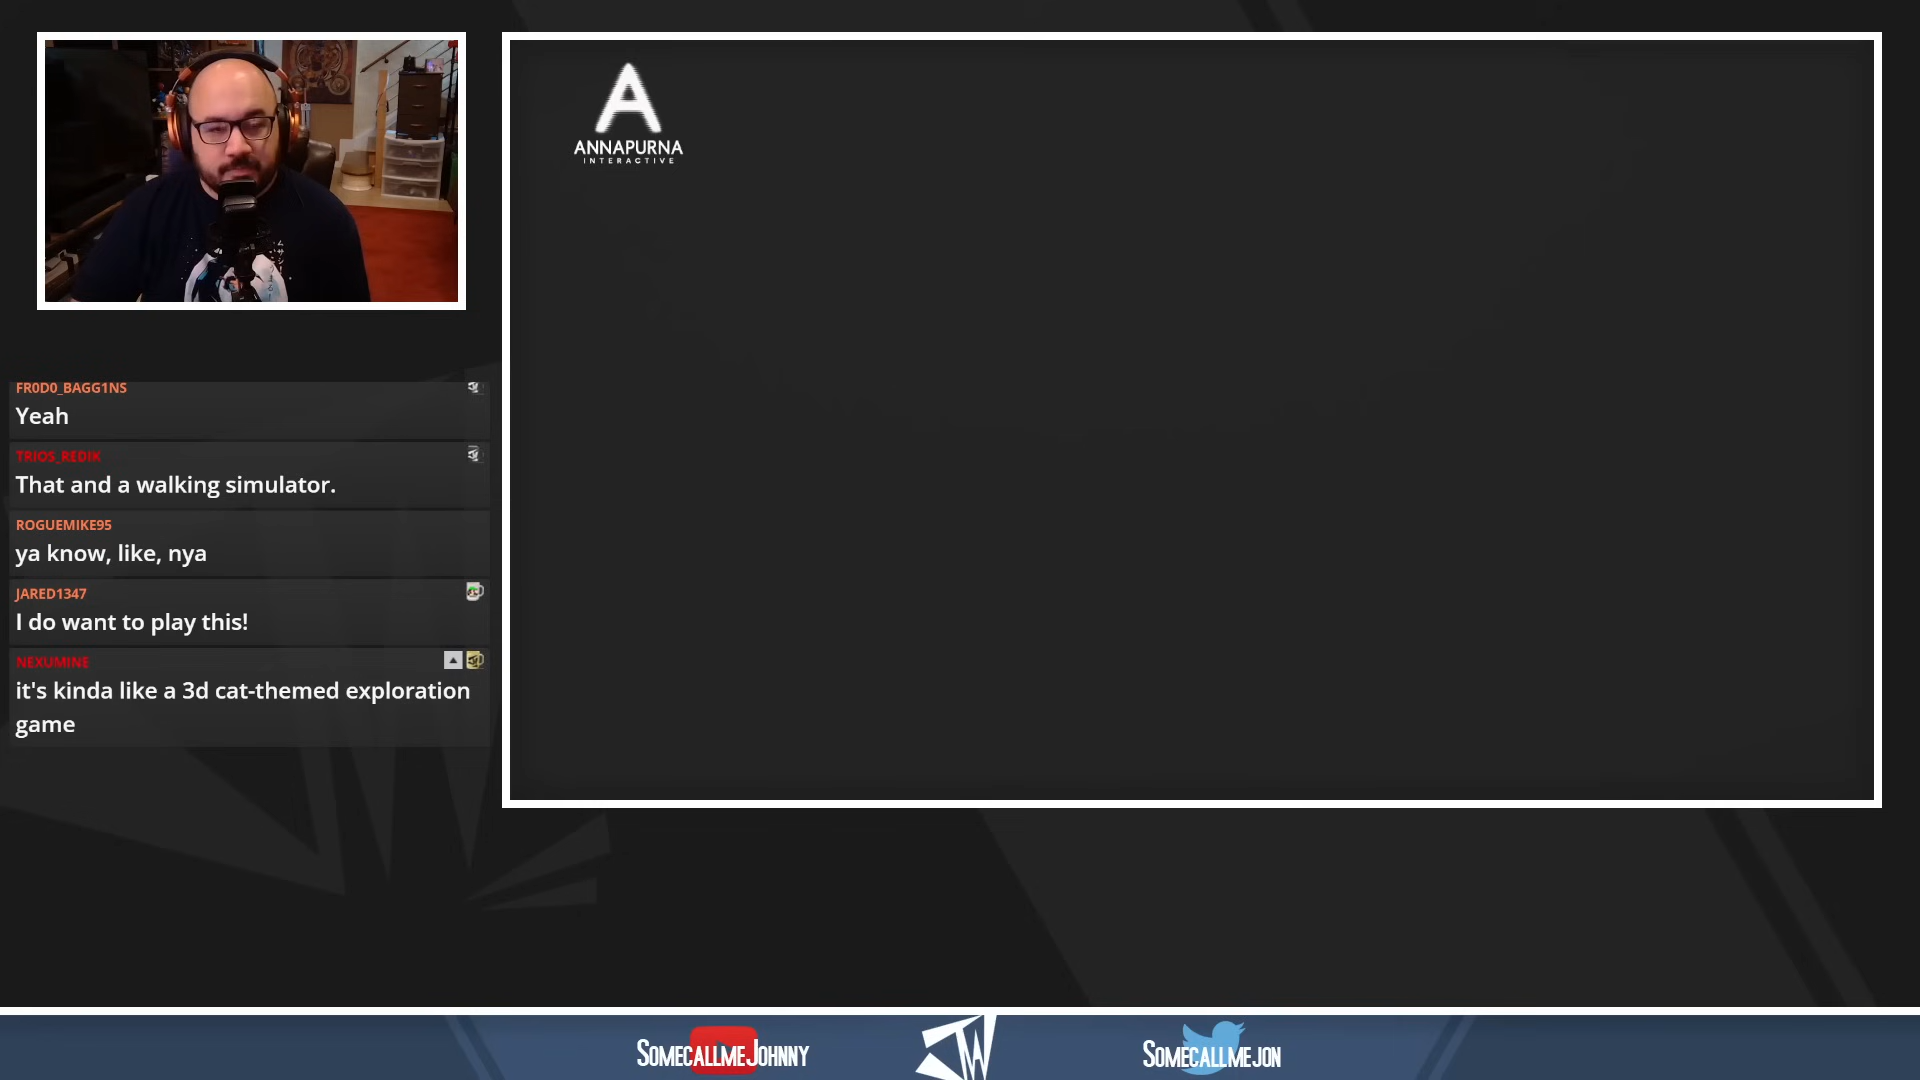 ANNAPURNA
INTERACTIVE
FR0D0_BAGG1NS
Yeah
TRIOS_REDIK
That and a walking simulator.
ROGUEMIKE95
ya know, like, nya
JARED1347
I do want to play this!
NEXUMINE
it's kinda like a 3d cat-themed exploration
game
SOMECALLMEJOHNNY
SOMECALLMEJON